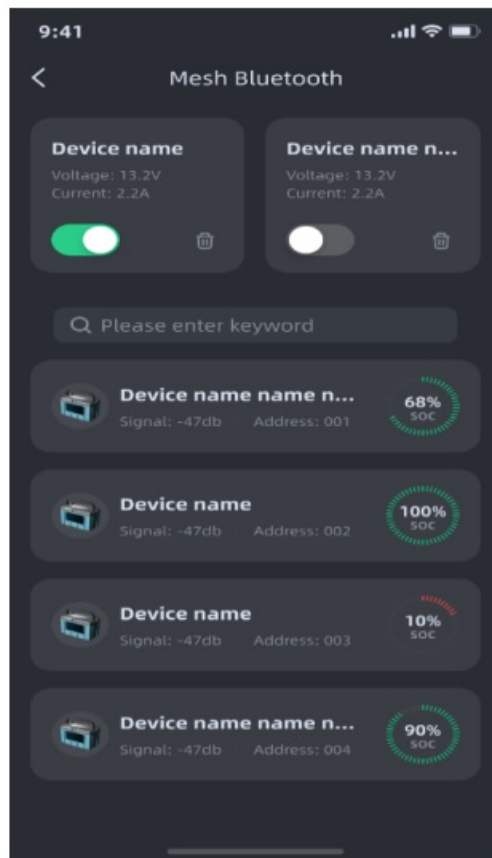 9:41
Mesh Bluetooth
Device name
Voltage: 13.2V
Current: 2.2A
Device name n...
Voltage: 13.2V
Current: 2.2A
Please enter keyword
Device name name n...
Signal: -47db Address: 001
68%
SOC
Device name
Signal: -47db Address: 002
100%
SOC
Device name
Signal: -47db Address: 003
10%
SOC
Device name name n...
Signal: -47db Address: 004
90%
SOC